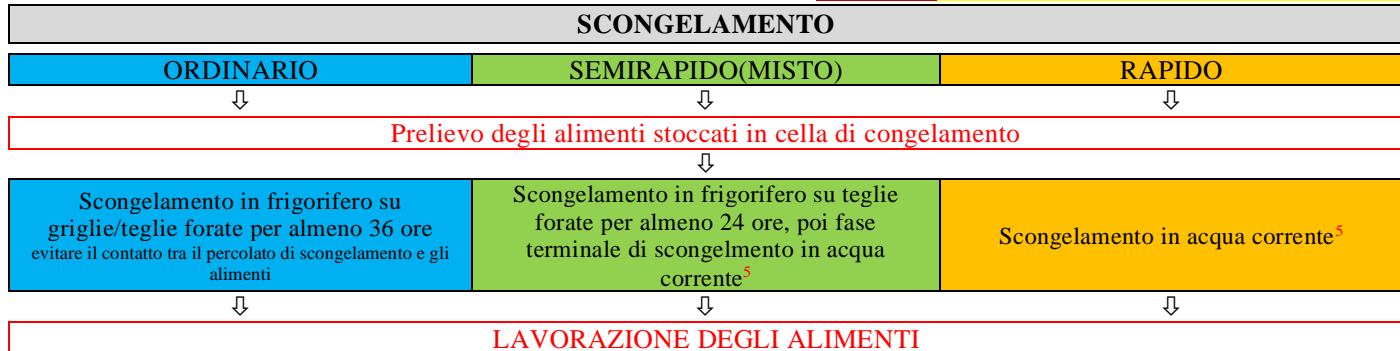 SCONGELAMENTO
ORDINARIO
SEMIRAPIDO(MISTO)
RAPIDO
⇩ ⇩ ⇩
Prelievo degli alimenti stoccati in cella di congelamento
⇩
Scongelamento in frigorifero su
griglie/teglie forate per almeno 36 ore
evitare il contatto tra il percolato di scongelamento e gli
alimenti
Scongelamento in frigorifero su teglie
forate per almeno 24 ore, poi fase
terminale di scongelmento in acqua
corrente⁵
Scongelamento in acqua corrente⁵
⇩ ⇩ ⇩
LAVORAZIONE DEGLI ALIMENTI